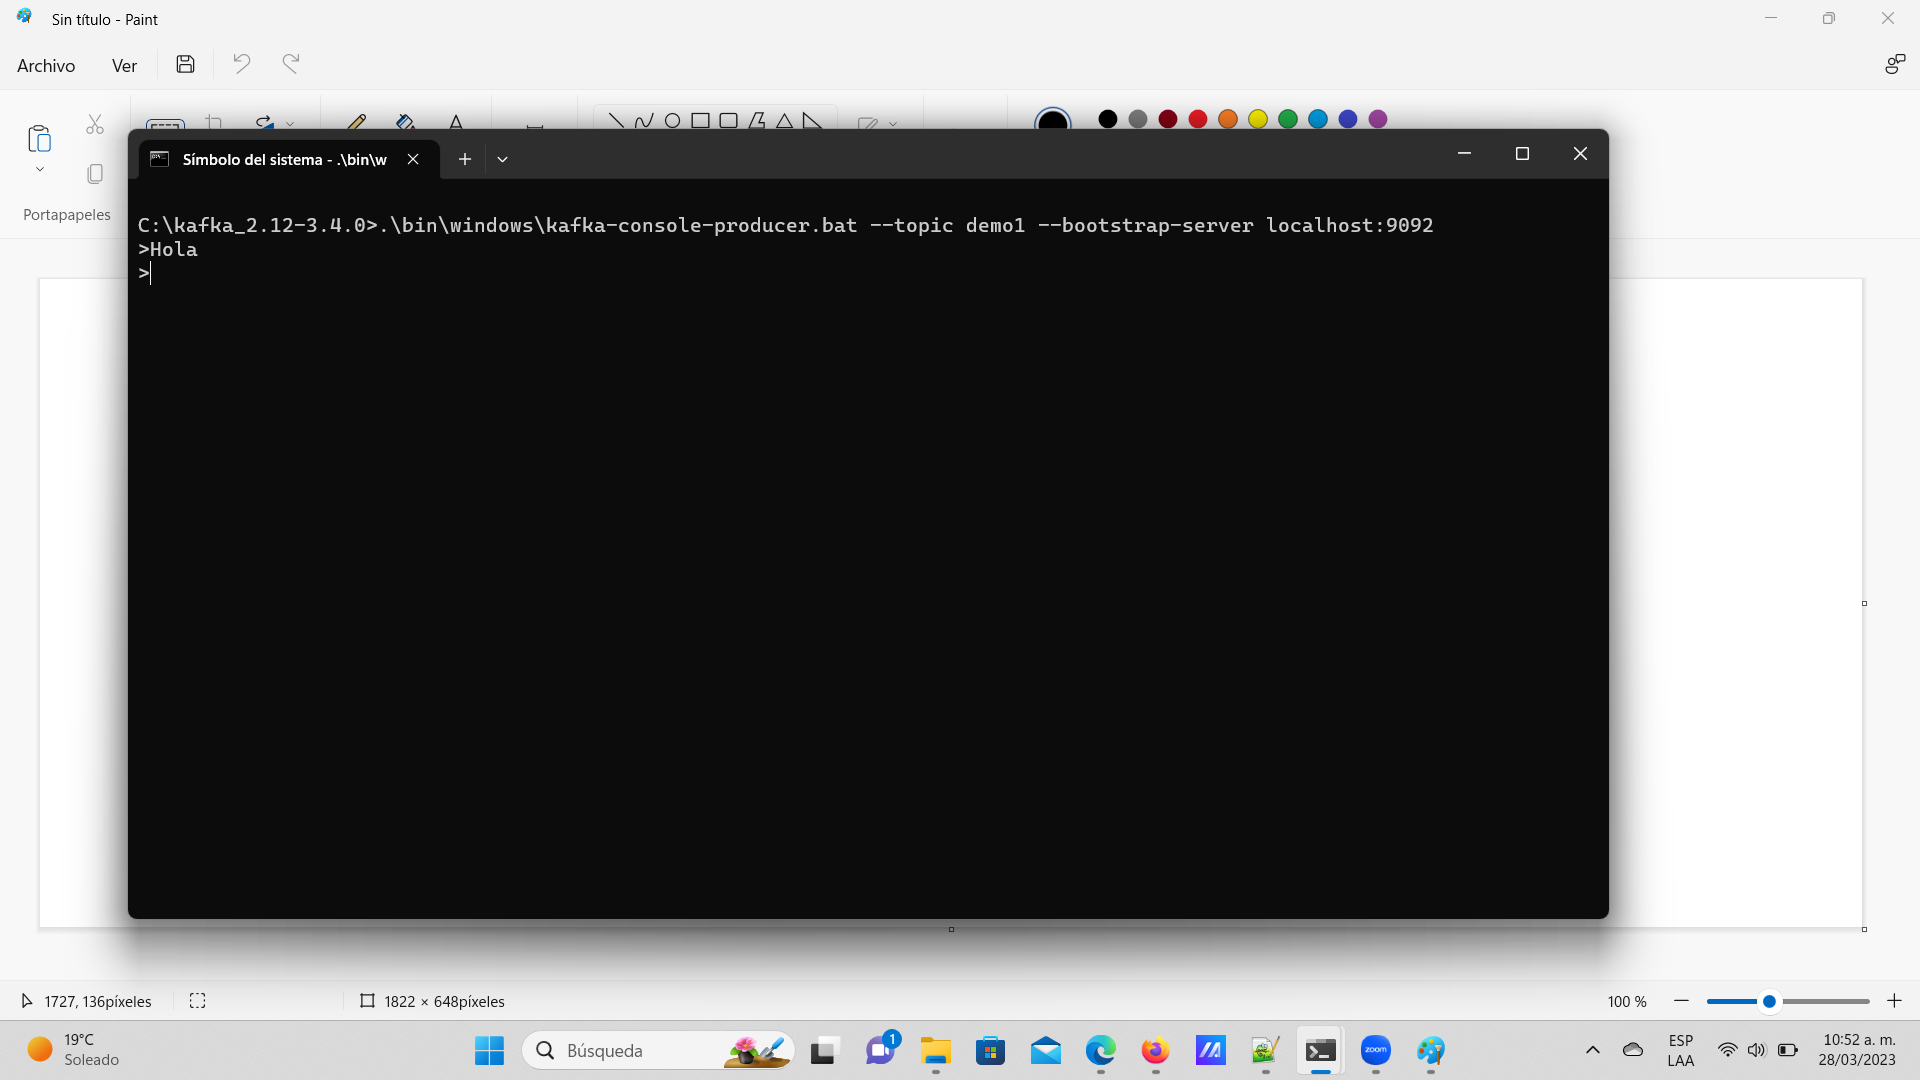 Sin título - Paint
Archivo
Ver
Portapapeles
Símbolo del sistema - .\bin\w
C:\kafka_2.12-3.4.0>.\bin\windows\kafka-console-producer.bat --topic demo1 --bootstrap-server localhost:9092
>Hola
>
1727, 136píxeles
1822 × 648píxeles
100 %
19°C
Soleado
Búsqueda
1
zoom
ESP
LAA
10:52 a. m.
28/03/2023